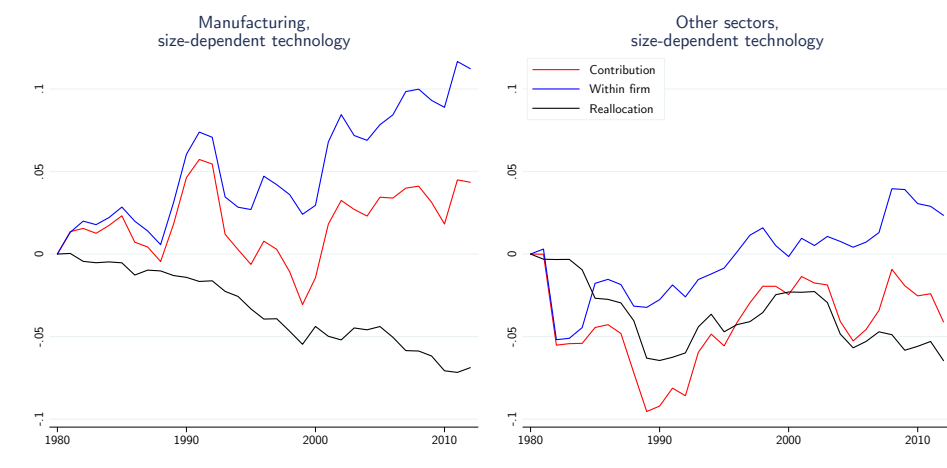 Manufacturing,
size-dependent technology
.1
.05
0
-.05
-.1
1980 1990 2000 2010
Other sectors,
size-dependent technology
Contribution
Within firm
Reallocation
.1
.05
0
-.05
-.1
1980 1990 2000 2010